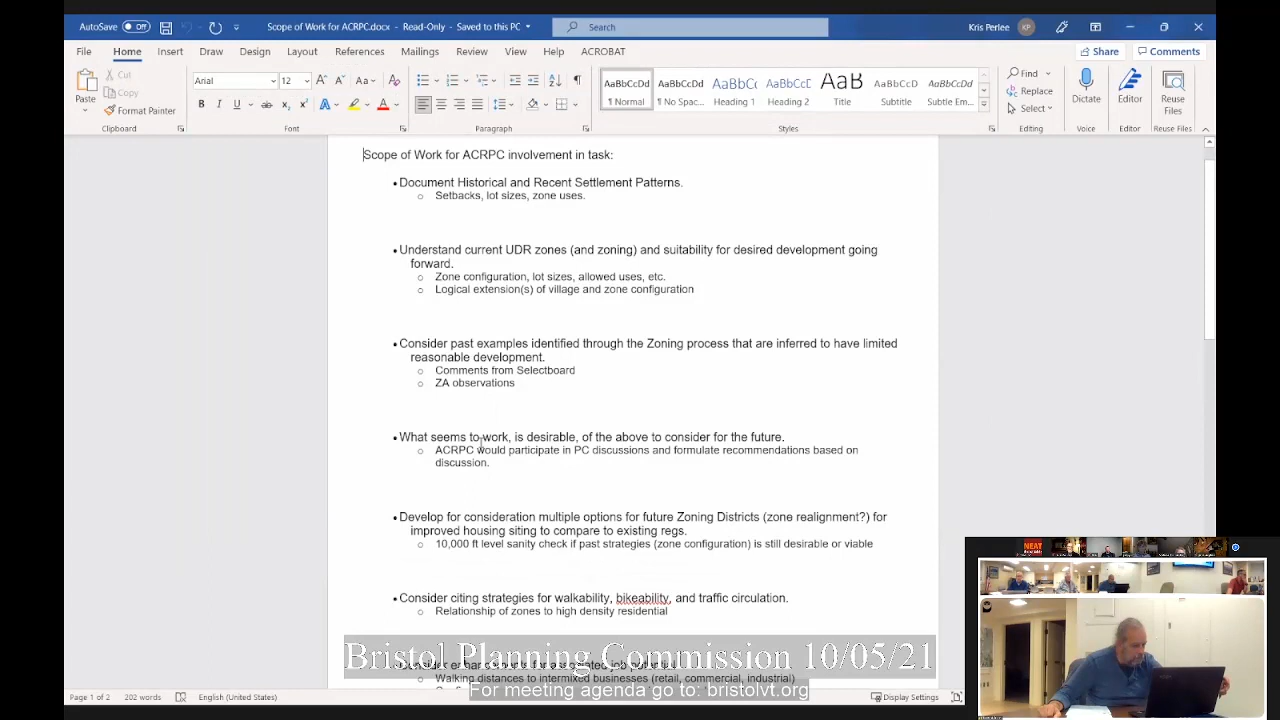 AutoSave Off Scope of Work for ACRPC.docx - Read-Only - Saved to this PC Search Kris Perlee KP
File Home Insert Draw Design Layout References Mailings Review View Help ACROBAT Share Comments
Paste Cut Copy Format Painter
Arial 12
AaBbCcDd AaBbCcDd AaBbCc AaBbCcD AaB AaBbCcD AaBbCcD
¶ Normal ¶ No Spac... Heading 1 Heading 2 Title Subtitle Subtle Em...
Find Replace Select Dictate Editor Reuse Files
Clipboard Font Paragraph Styles Editing Voice Editor Reuse Files
Scope of Work for ACRPC involvement in task:
• Document Historical and Recent Settlement Patterns.
o Setbacks, lot sizes, zone uses.
• Understand current UDR zones (and zoning) and suitability for desired development going
forward.
o Zone configuration, lot sizes, allowed uses, etc.
o Logical extension(s) of village and zone configuration
• Consider past examples identified through the Zoning process that are inferred to have limited
reasonable development.
o Comments from Selectboard
o ZA observations
• What seems to work, is desirable, of the above to consider for the future.
o ACRPC would participate in PC discussions and formulate recommendations based on
discussion.
• Develop for consideration multiple options for future Zoning Districts (zone realignment?) for
improved housing siting to compare to existing regs.
o 10,000 ft level sanity check if past strategies (zone configuration) is still desirable or viable
• Consider citing strategies for walkability, bikeability, and traffic circulation.
o Relationship of zones to high density residential
Bristol Planning Commission 10/05/21
Walking distances to intermixed businesses (retail, commercial, industrial)
For meeting agenda go to: bristolvt.org
Page 1 of 2 202 words English (United States) Display Settings